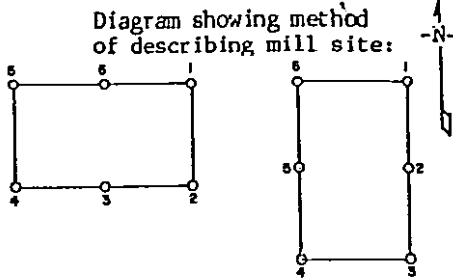 Diagram showing method
of describing mill site:
-N-
5 6 1
4 3 2
6 1
5 2
4 3